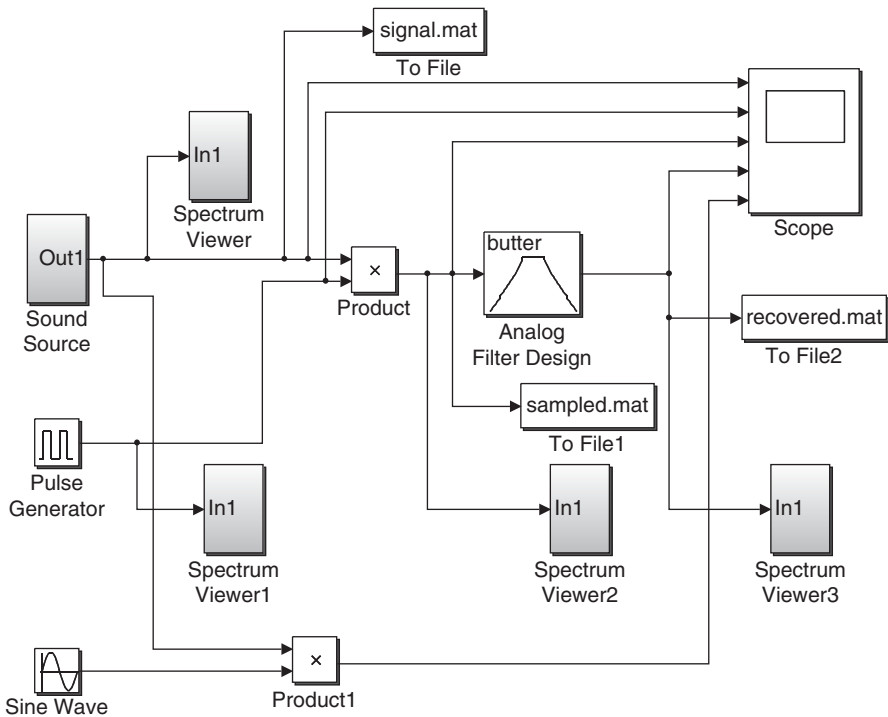 signal.mat
To File
In1
Spectrum
Viewer
Scope
Out1
Sound
Source
×
Product
butter
Analog
Filter Design
recovered.mat
To File2
sampled.mat
To File1
Pulse
Generator
In1
Spectrum
Viewer1
In1
Spectrum
Viewer2
In1
Spectrum
Viewer3
Sine Wave
×
Product1